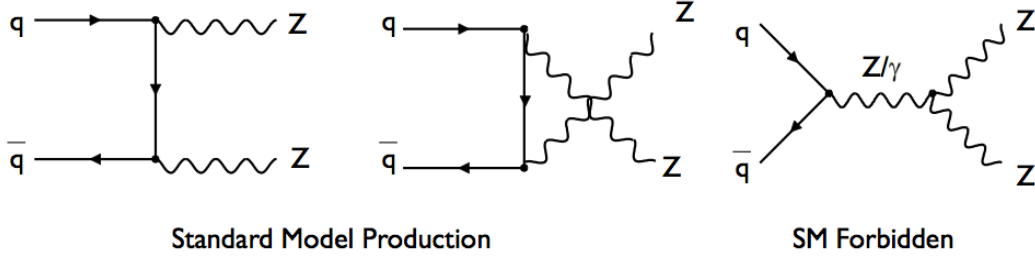 q Z q Z q Z/γ Z
q̅ Z q̅ Z q̅ Z
Standard Model Production SM Forbidden